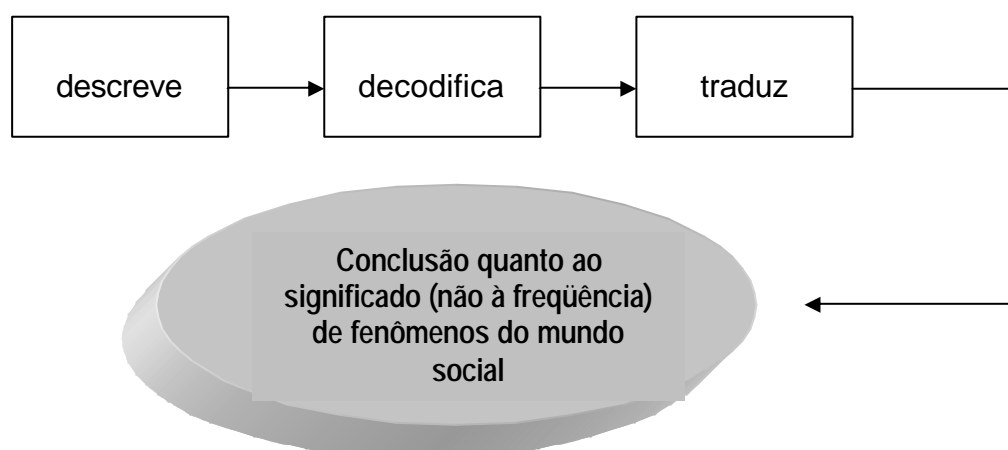 descreve
decodifica
traduz
Conclusão quanto ao
significado (não à freqüência)
de fenômenos do mundo
social